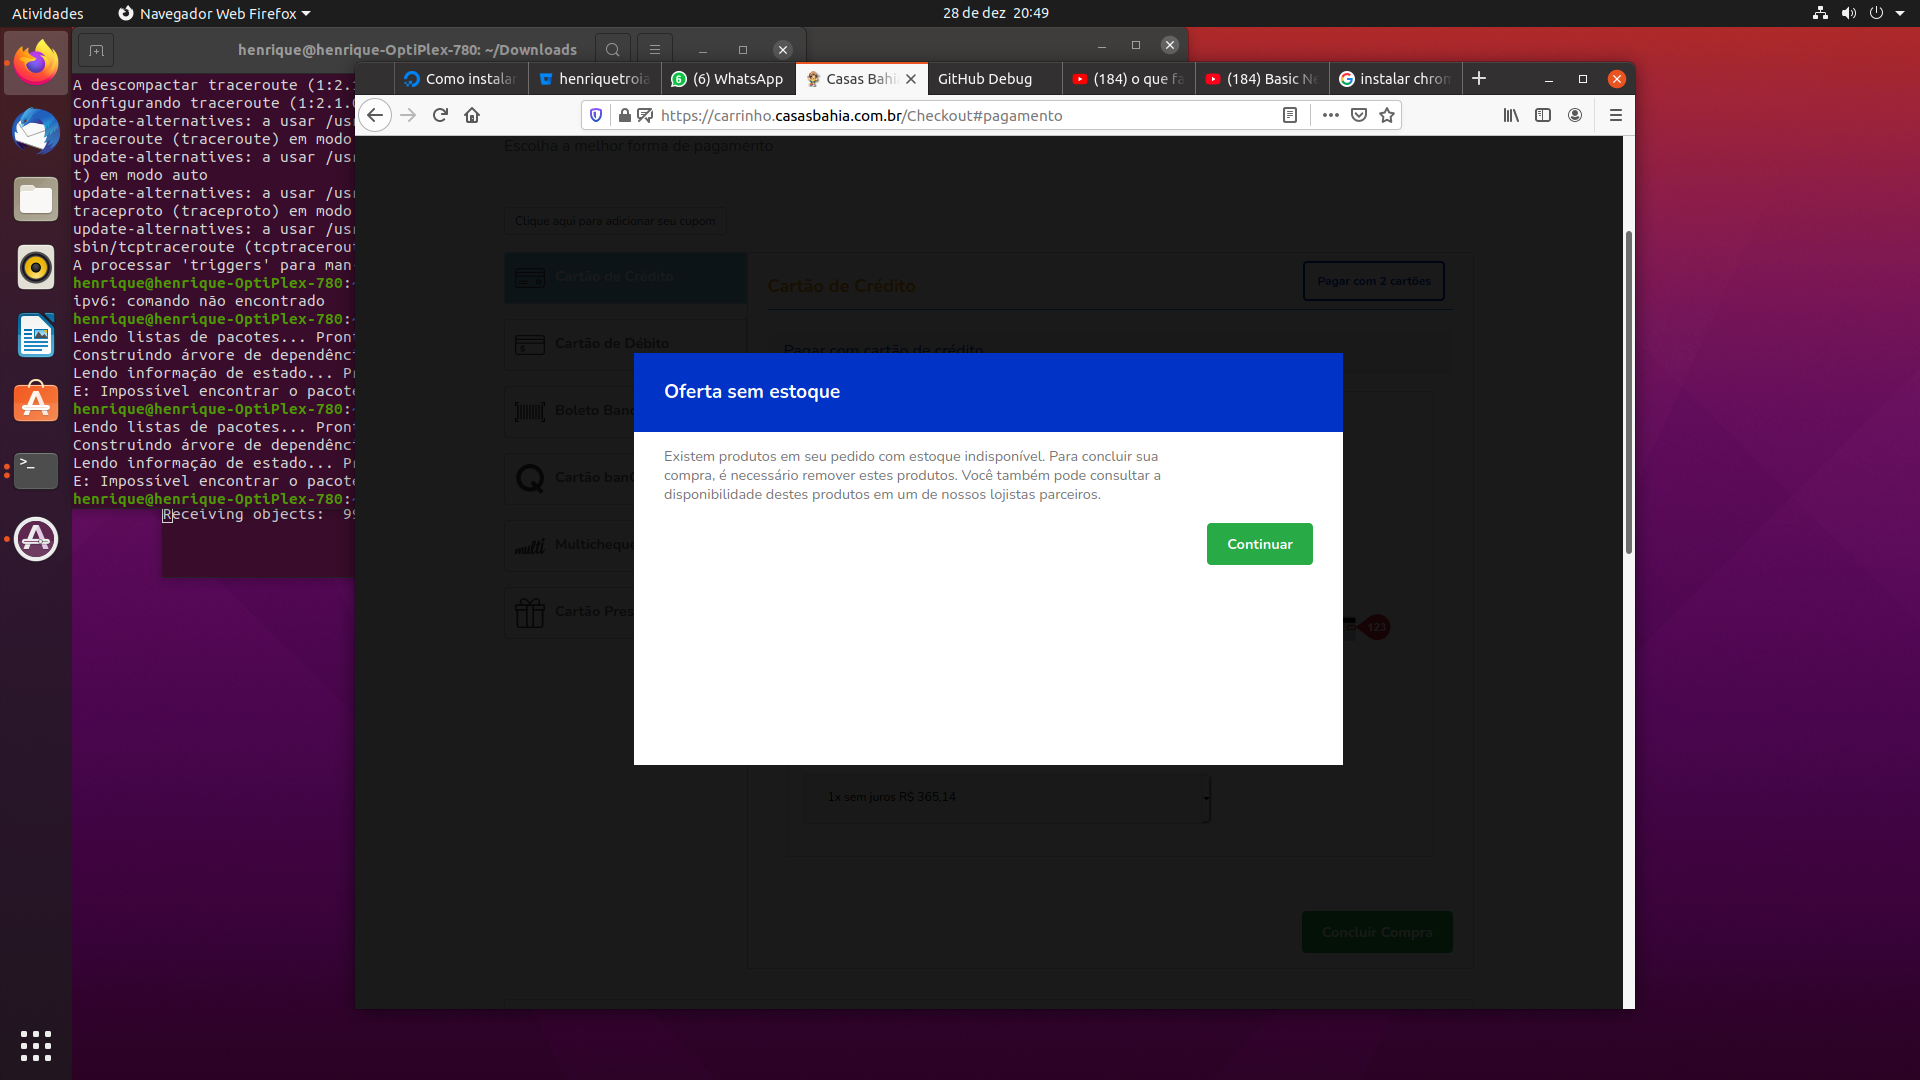 Atividades
Navegador Web Firefox
28 de dez 20:49
henrique@henrique-OptiPlex-780: ~/Downloads
A descompactar traceroute (1:2.1
Configurando traceroute (1:2.1.
update-alternatives: a usar /us
traceroute (traceroute) em modo
update-alternatives: a usar /us
t) em modo auto
update-alternatives: a usar /us
traceproto (traceproto) em modo
update-alternatives: a usar /us
sbin/tcptraceroute (tcptracerou
A processar 'triggers' para man
henrique@henrique-OptiPlex-780:
ipv6: comando não encontrado
henrique@henrique-OptiPlex-780:
Lendo listas de pacotes... Pron
Construindo árvore de dependênc
Lendo informação de estado... P
E: Impossível encontrar o pacote
henrique@henrique-OptiPlex-780:
Lendo listas de pacotes... Pron
Construindo árvore de dependênc
Lendo informação de estado... P
E: Impossível encontrar o pacote
henrique@henrique-OptiPlex-780:
Receiving objects: 99
Como instalar
henriquetroia
(6) WhatsApp
Casas Bahi
GitHub Debug
(184) o que fa
(184) Basic Ne
instalar chrom
https://carrinho.casasbahia.com.br/Checkout#pagamento
Escolha a melhor forma de pagamento
Clique aqui para adicionar seu cupom
Cartão de Crédito
Cartão de Débito
Boleto Banc
Cartão ban
Multicheque
Cartão Pres
Cartão de Crédito
Pagar com 2 cartões
Pagar com cartão de crédito
Oferta sem estoque
Existem produtos em seu pedido com estoque indisponível. Para concluir sua
compra, é necessário remover estes produtos. Você também pode consultar a
disponibilidade destes produtos em um de nossos lojistas parceiros.
Continuar
123
1x sem juros R$ 365,14
Concluir Compra